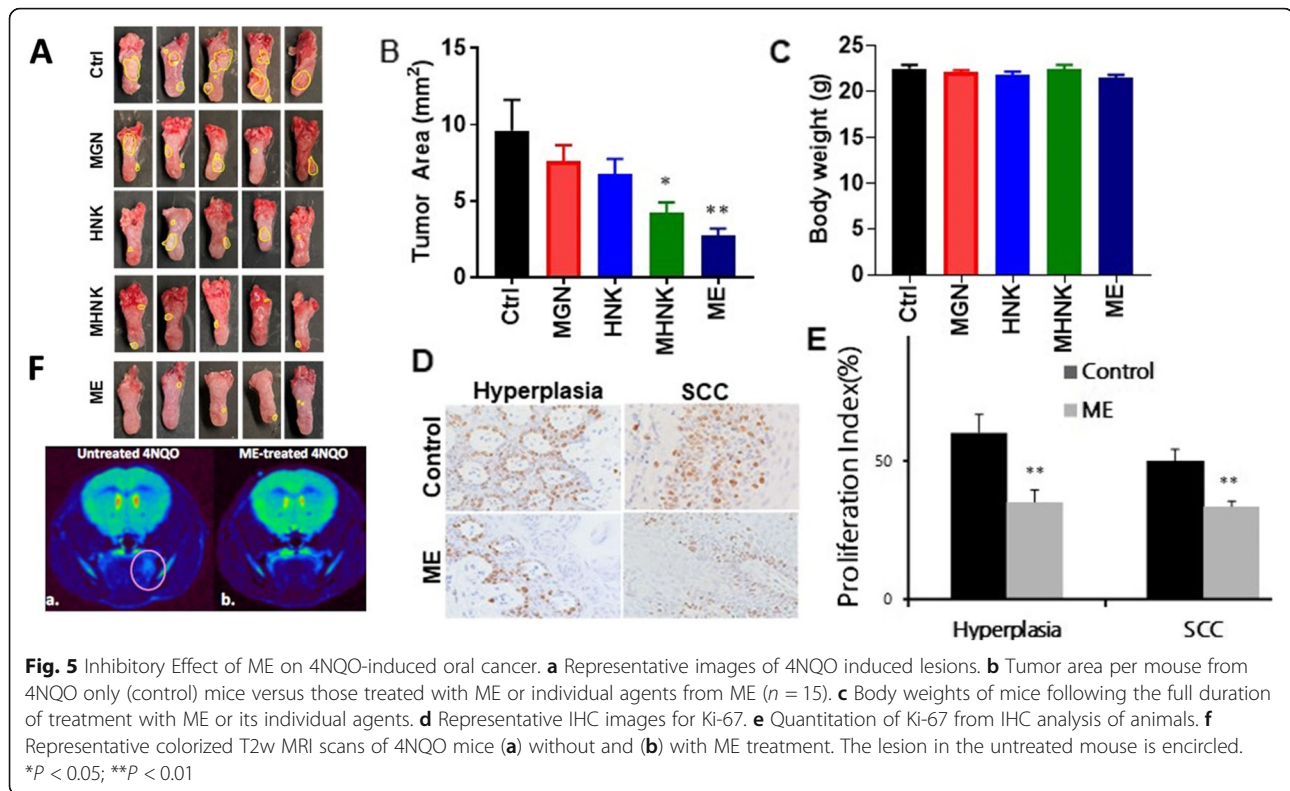 A
Ctrl
MGN
HNK
MHNK
ME
B
Tumor Area (mm²)
15
10
5
0
*
**
Ctrl
MGN
HNK
MHNK
ME
C
Body weight (g)
25
20
15
10
5
0
Ctrl
MGN
HNK
MHNK
ME
F
Untreated 4NQO
ME-treated 4NQO
a.
b.
D
Hyperplasia
SCC
Control
ME
E
Proliferation Index(%)
50
0
Control
ME
**
**
Hyperplasia
SCC
Fig. 5 Inhibitory Effect of ME on 4NQO-induced oral cancer. a Representative images of 4NQO induced lesions. b Tumor area per mouse from
4NQO only (control) mice versus those treated with ME or individual agents from ME (n = 15). c Body weights of mice following the full duration
of treatment with ME or its individual agents. d Representative IHC images for Ki-67. e Quantitation of Ki-67 from IHC analysis of animals. f
Representative colorized T2w MRI scans of 4NQO mice (a) without and (b) with ME treatment. The lesion in the untreated mouse is encircled.
*P < 0.05; **P < 0.01